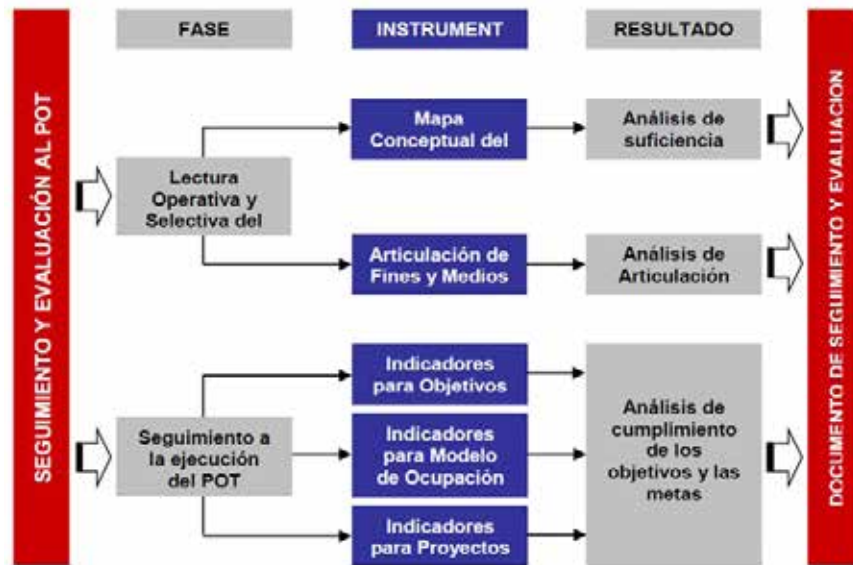 SEGUIMIENTO Y EVALUACIÓN AL POT
FASE
INSTRUMENT
RESULTADO
Lectura
Operativa y
Selectiva del
Mapa
Conceptual del
Análisis de
suficiencia
Articulación de
Fines y Medios
Análisis de
Articulación
Seguimiento a
la ejecución
del POT
Indicadores
para Objetivos
Indicadores
para Modelo
de Ocupación
Indicadores
para Proyectos
Análisis de
cumplimiento
de los
objetivos y las
metas
DOCUMENTO DE SEGUIMIENTO Y EVALUACION